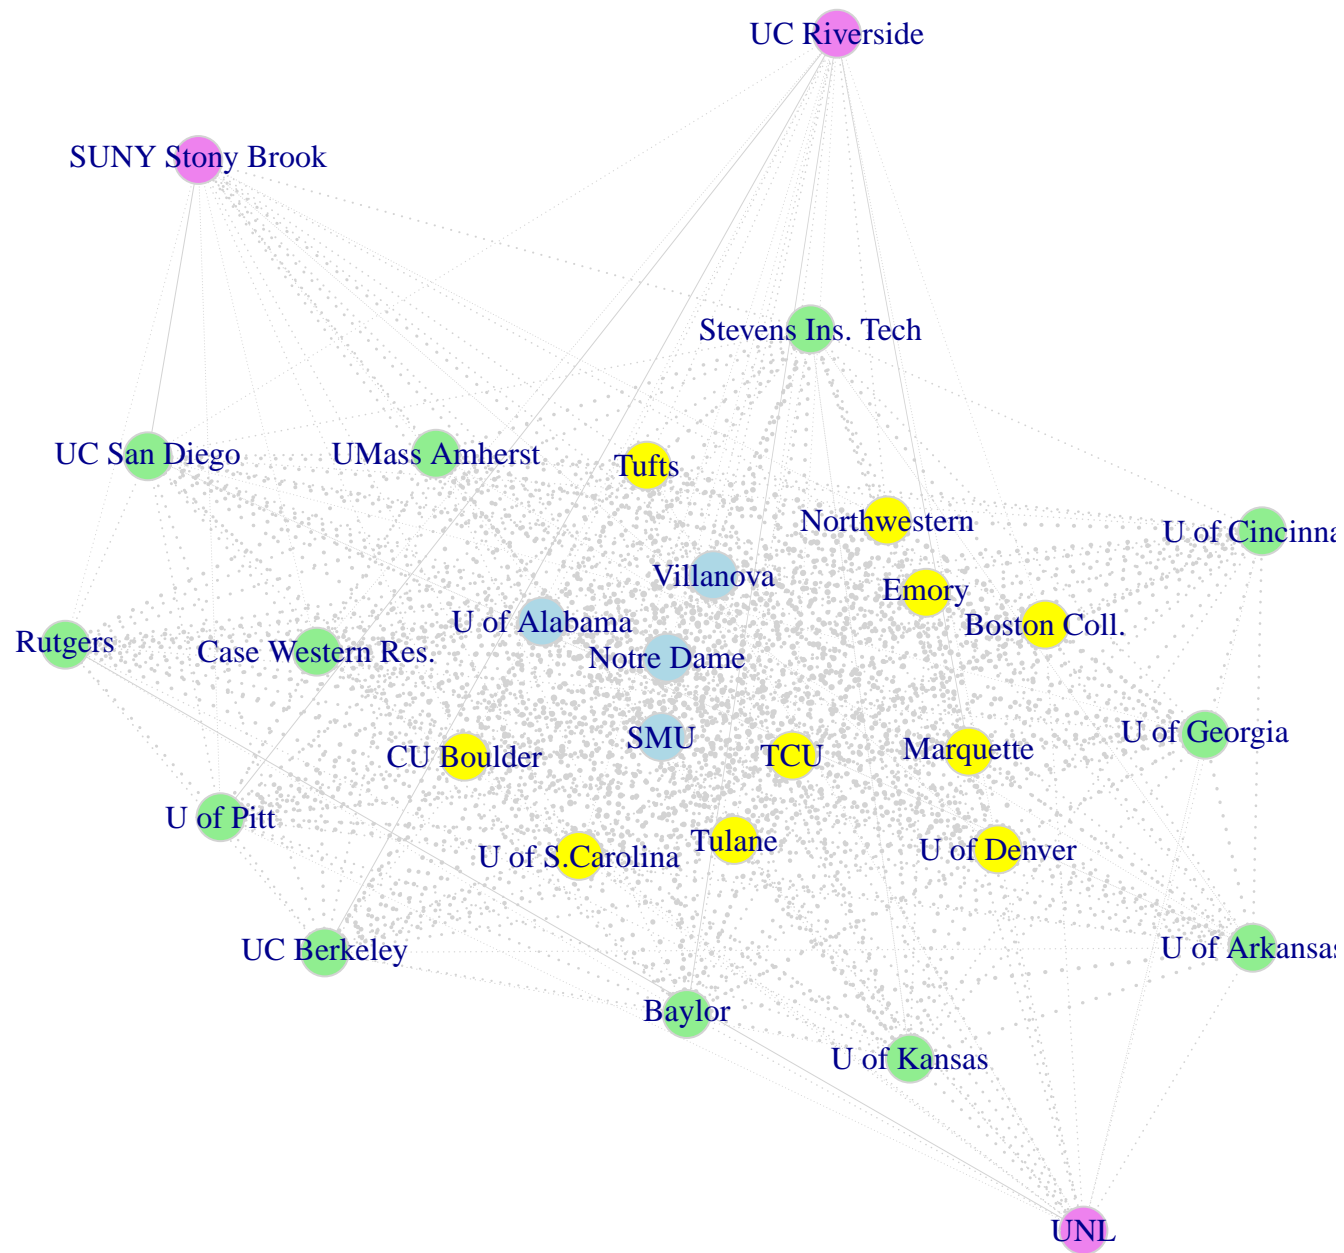 UC Riverside
SUNY Stony Brook
Stevens Ins. Tech
UC San Diego
UMass Amherst
Tufts
Northwestern
U of Cincinna
Villanova
Emory
U of Alabama
Boston Coll.
Rutgers
Case Western Res.
Notre Dame
U of Georgia
SMU
CU Boulder
TCU
Marquette
U of Pitt
Tulane
U of S.Carolina
U of Denver
UC Berkeley
U of Arkansas
Baylor
U of Kansas
UNL